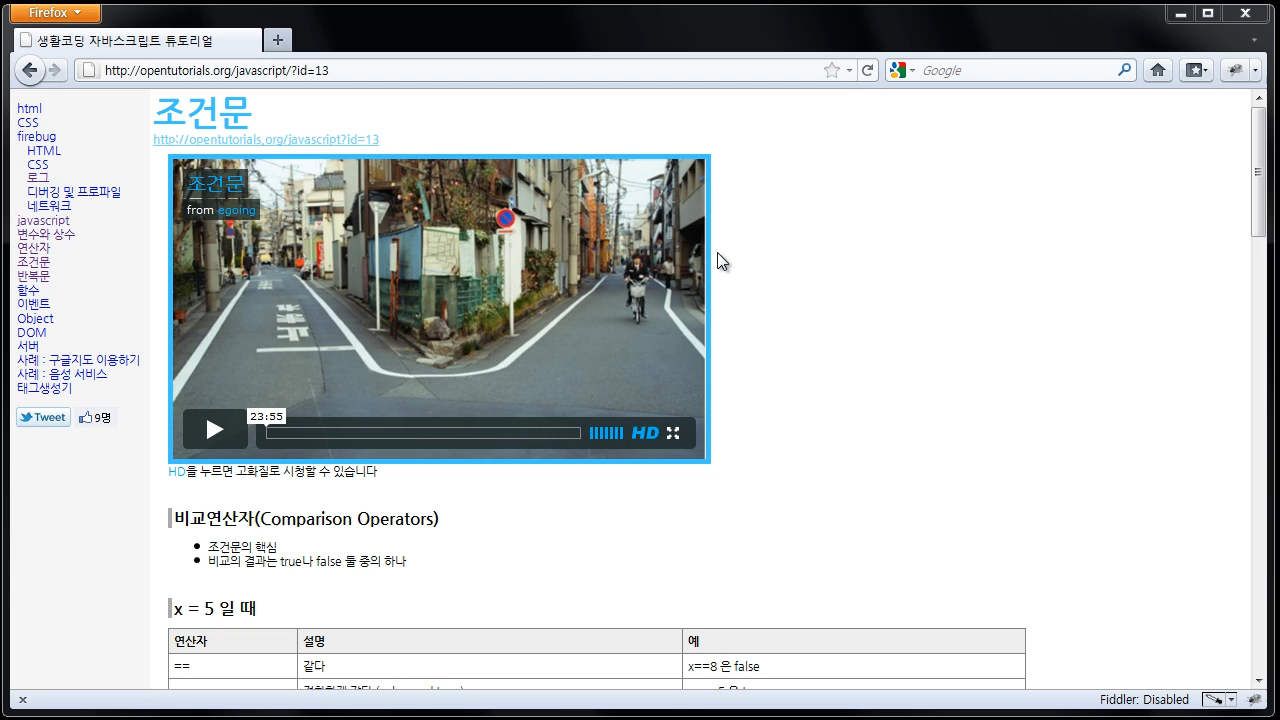 Firefox
생활코딩 자바스크립트 튜토리얼
http://opentutorials.org/javascript/?id=13
Google
html
CSS
firebug
HTML
CSS
로그
디버깅 및 프로파일
네트워크
javascript
변수와 상수
연산자
조건문
반복문
함수
이벤트
Object
DOM
서버
사례 : 구글지도 이용하기
사례 : 음성 서비스
태그생성기
Tweet
9명
조건문
http://opentutorials.org/javascript?id=13
조건문
from egoing
23:55
HD
HD을 누르면 고화질로 시청할 수 있습니다
비교연산자(Comparison Operators)
조건문의 핵심
비교의 결과는 true나 false 둘 중의 하나
x = 5 일 때
연산자 설명 예
== 같다 x==8 은 false
Fiddler: Disabled